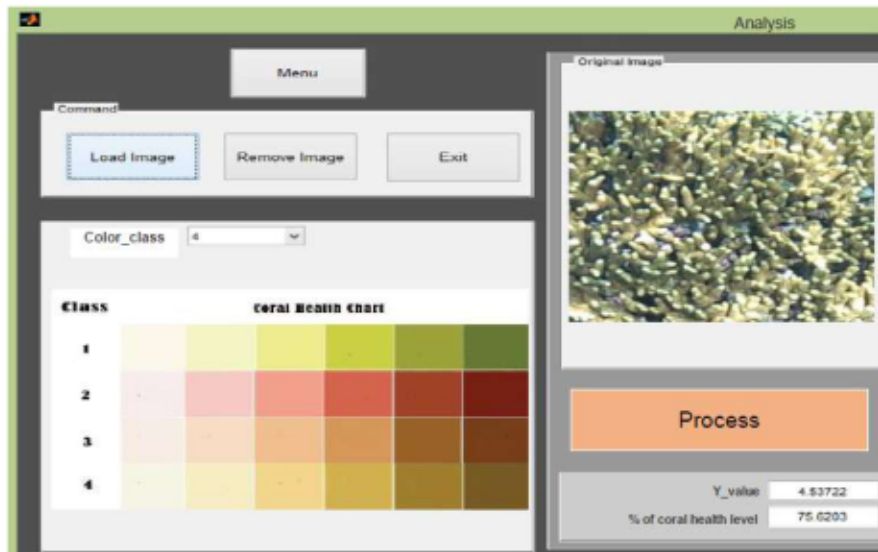 Analysis
Menu
Command
Load Image
Remove Image
Exit
Color_class
4
Class
Coral Health Chart
1
2
3
4
Original Image
Process
Y_value
4.53722
% of coral health level
75.6203